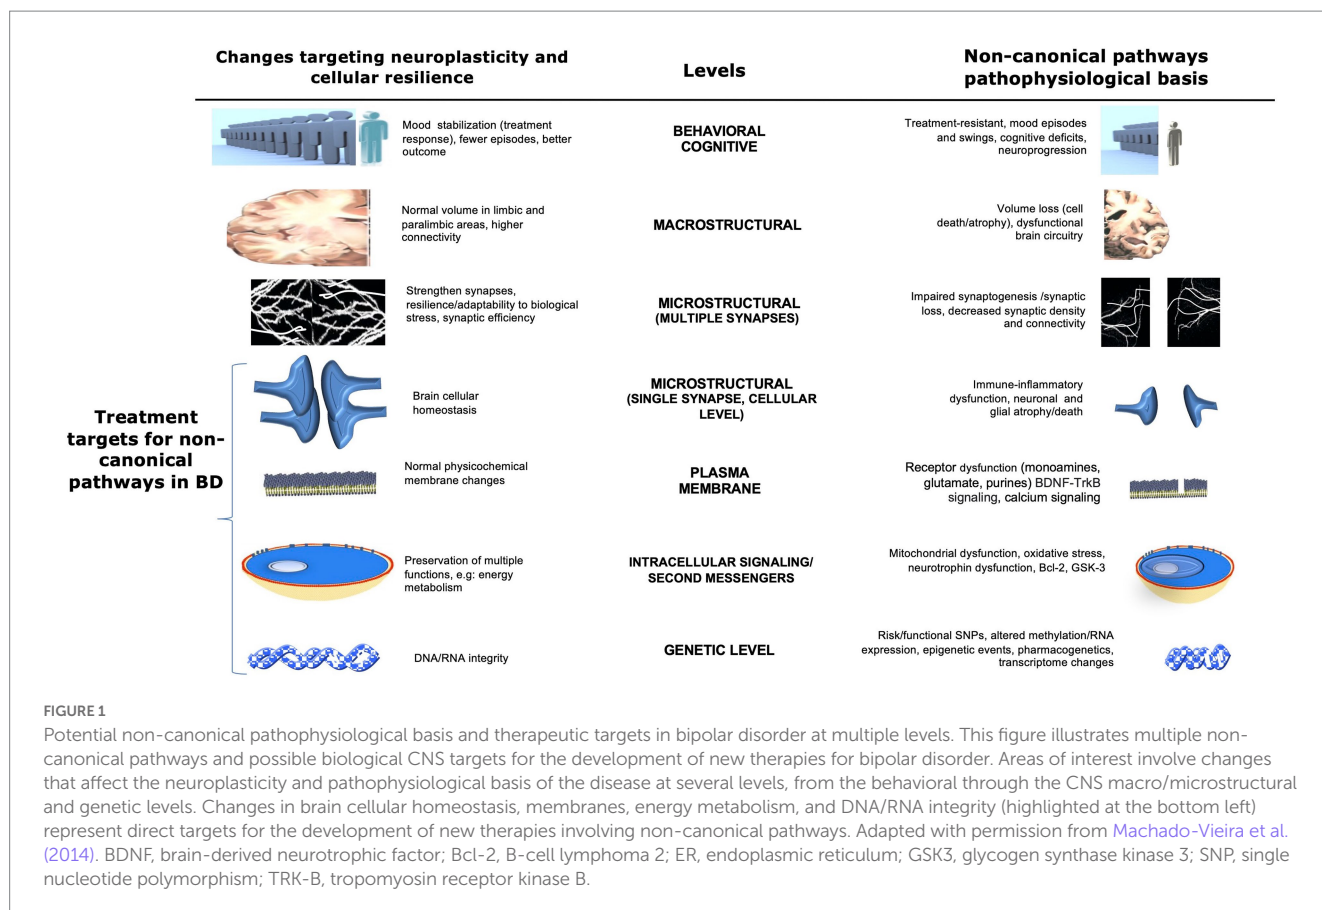 Changes targeting neuroplasticity and
cellular resilience
Levels
Non-canonical pathways
pathophysiological basis
Mood stabilization (treatment
response), fewer episodes, better
outcome
BEHAVIORAL
COGNITIVE
Treatment-resistant, mood episodes
and swings, cognitive deficits,
neuroprogression
Normal volume in limbic and
paralimbic areas, higher
connectivity
MACROSTRUCTURAL
Volume loss (cell
death/atrophy), dysfunctional
brain circuitry
Strengthen synapses,
resilience/adaptability to biological
stress, synaptic efficiency
MICROSTRUCTURAL
(MULTIPLE SYNAPSES)
Impaired synaptogenesis /synaptic
loss, decreased synaptic density
and connectivity
Treatment
targets for non-
canonical
pathways in BD
Brain cellular
homeostasis
MICROSTRUCTURAL
(SINGLE SYNAPSE, CELLULAR
LEVEL)
Immune-inflammatory
dysfunction, neuronal and
glial atrophy/death
Normal physicochemical
membrane changes
PLASMA
MEMBRANE
Receptor dysfunction (monoamines,
glutamate, purines) BDNF-TrkB
signaling, calcium signaling
Preservation of multiple
functions, e.g: energy
metabolism
INTRACELLULAR SIGNALING/
SECOND MESSENGERS
Mitochondrial dysfunction, oxidative stress,
neurotrophin dysfunction, Bcl-2, GSK-3
DNA/RNA integrity
GENETIC LEVEL
Risk/functional SNPs, altered methylation/RNA
expression, epigenetic events, pharmacogenetics,
transcriptome changes
FIGURE 1
Potential non-canonical pathophysiological basis and therapeutic targets in bipolar disorder at multiple levels. This figure illustrates multiple non-
canonical pathways and possible biological CNS targets for the development of new therapies for bipolar disorder. Areas of interest involve changes
that affect the neuroplasticity and pathophysiological basis of the disease at several levels, from the behavioral through the CNS macro/microstructural
and genetic levels. Changes in brain cellular homeostasis, membranes, energy metabolism, and DNA/RNA integrity (highlighted at the bottom left)
represent direct targets for the development of new therapies involving non-canonical pathways. Adapted with permission from Machado-Vieira et al.
(2014). BDNF, brain-derived neurotrophic factor; Bcl-2, B-cell lymphoma 2; ER, endoplasmic reticulum; GSK3, glycogen synthase kinase 3; SNP, single
nucleotide polymorphism; TRK-B, tropomyosin receptor kinase B.